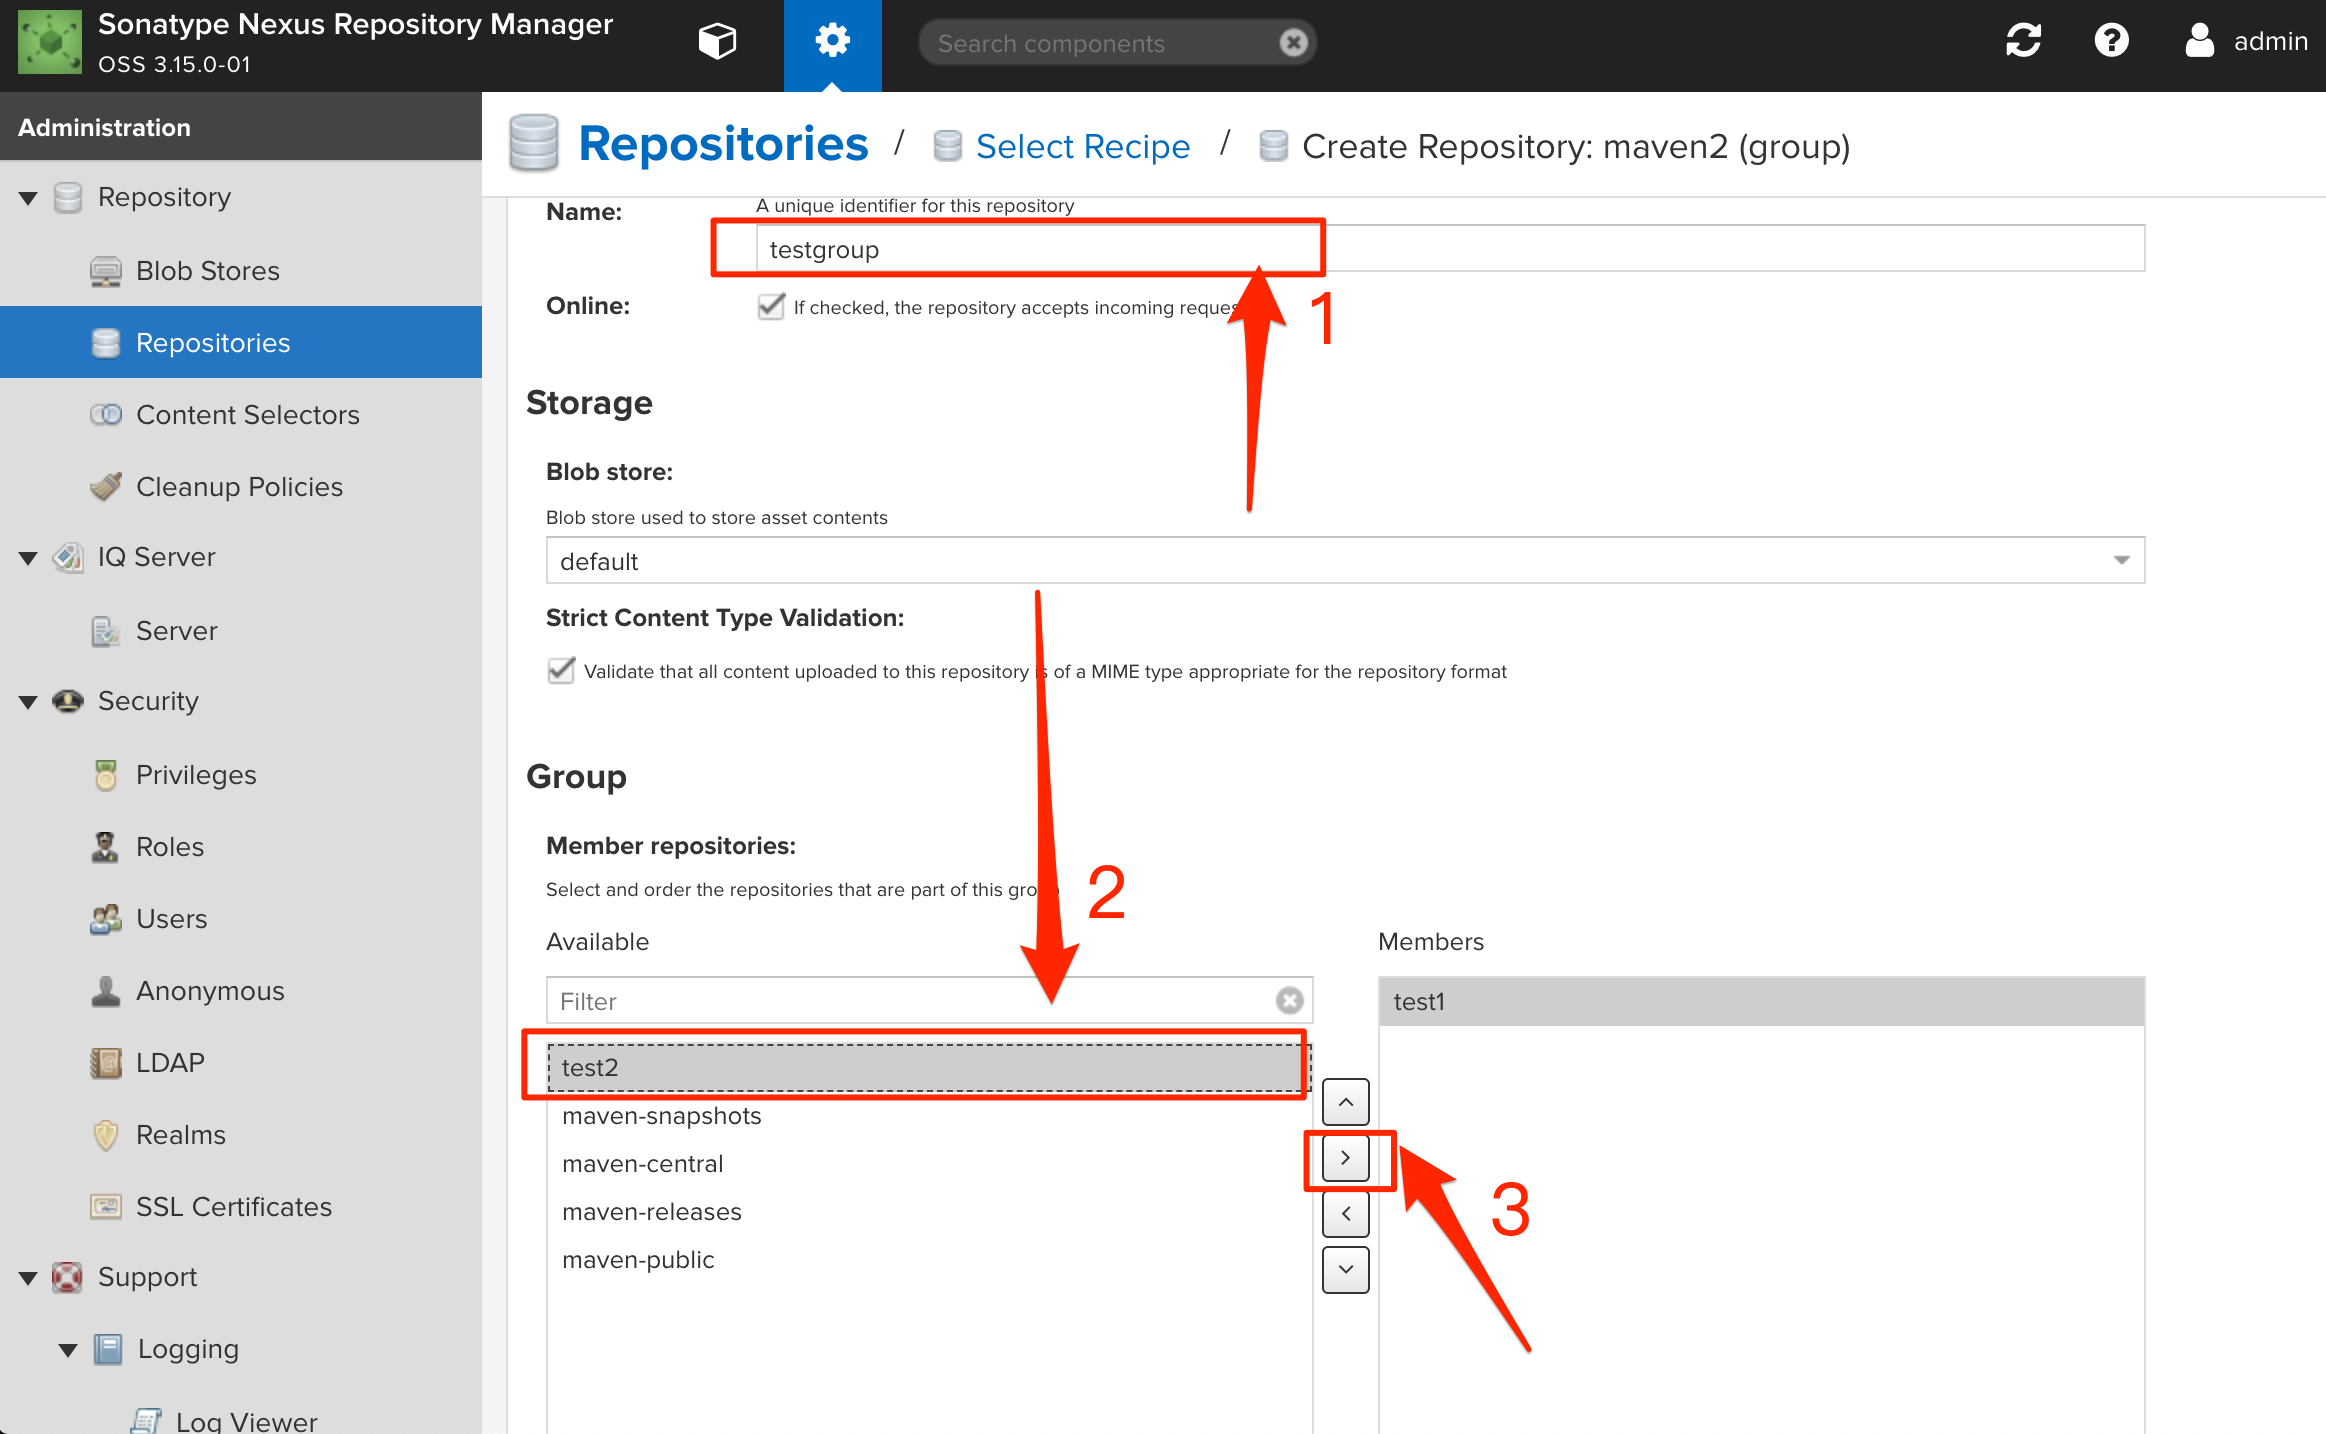 Sonatype Nexus Repository Manager
OSS 3.15.0-01
Search components
admin
Administration
Repository
Blob Stores
Repositories
Content Selectors
Cleanup Policies
IQ Server
Server
Security
Privileges
Roles
Users
Anonymous
LDAP
Realms
SSL Certificates
Support
Logging
Log Viewer
Repositories / Select Recipe / Create Repository: maven2 (group)
Name:
A unique identifier for this repository
testgroup
Online:
If checked, the repository accepts incoming
1
Storage
Blob store:
Blob store used to store asset contents
default
Strict Content Type Validation:
Validate that all content uploaded to this repository is of a MIME type appropriate for the repository format
Group
Member repositories:
Select and order the repositories that are part of this
2
Available
Members
Filter
test1
test2
maven-snapshots
maven-central
maven-releases
maven-public
3